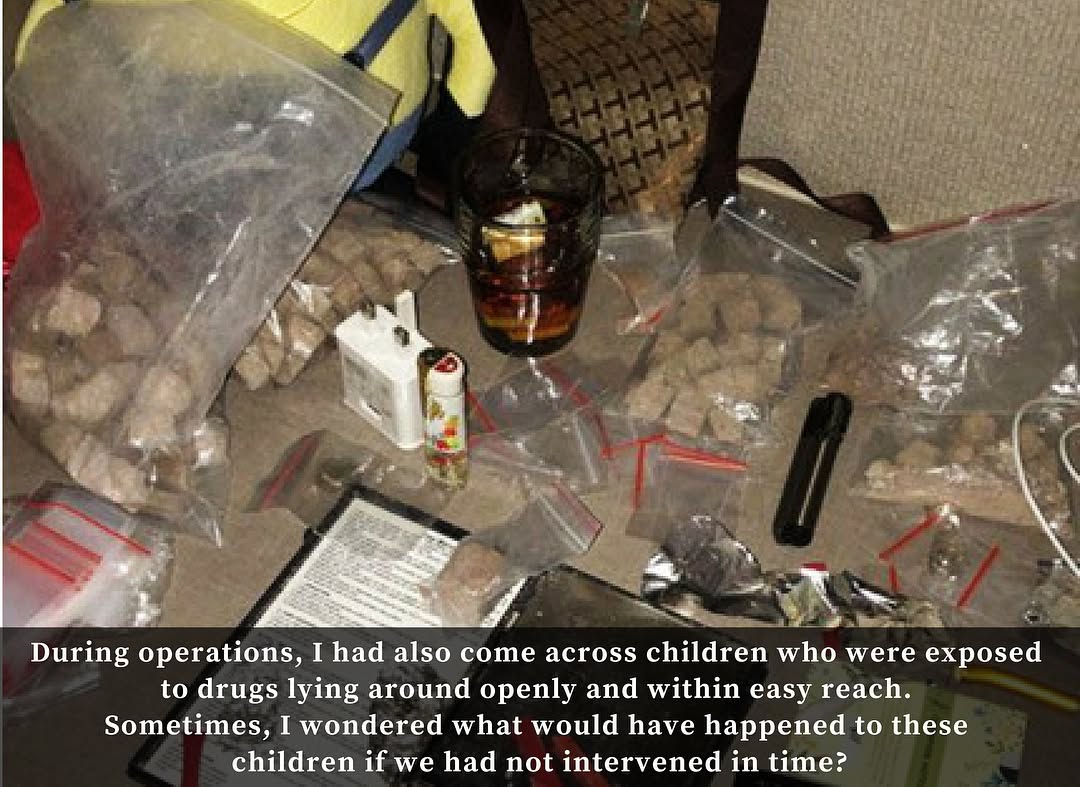 During operations, I had also come across children who were exposed
to drugs lying around openly and within easy reach.
Sometimes, I wondered what would have happened to these
children if we had not intervened in time?